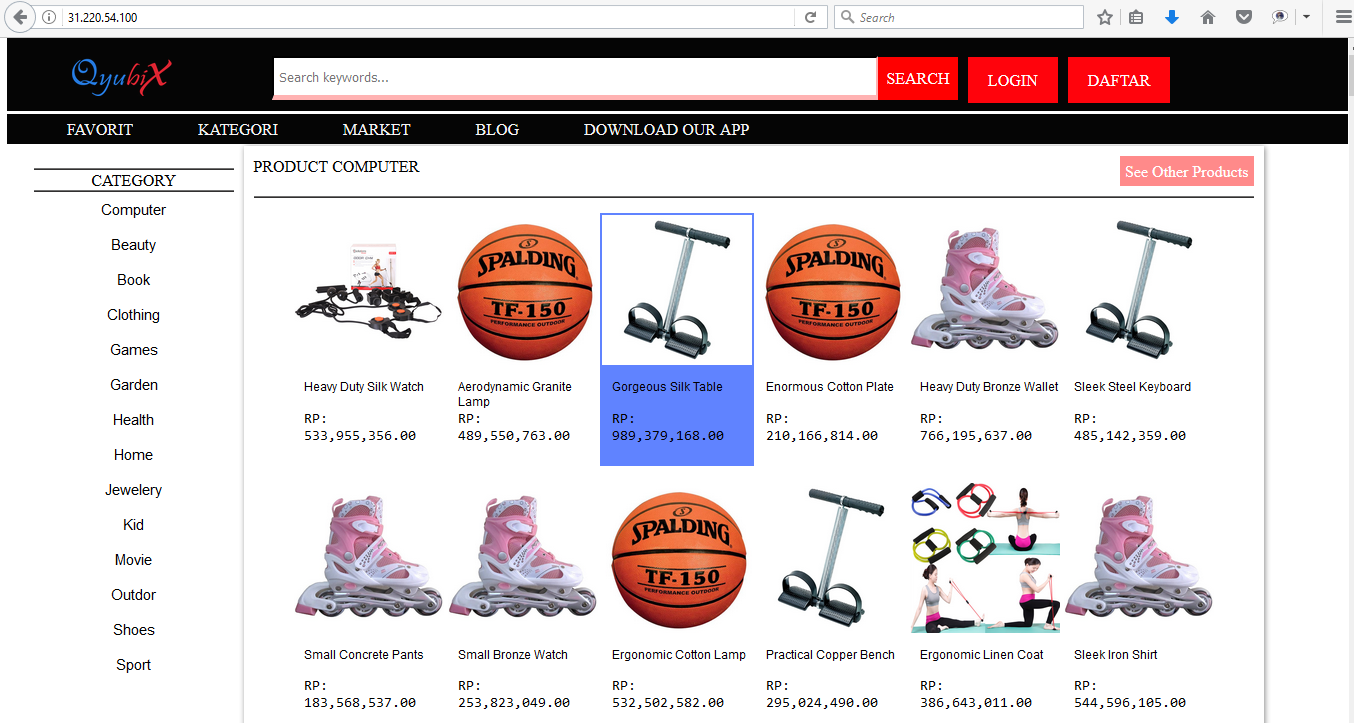 31.220.54.100
Search
QyubiX
Search keywords...
SEARCH
LOGIN
DAFTAR
FAVORIT
KATEGORI
MARKET
BLOG
DOWNLOAD OUR APP
CATEGORY
Computer
Beauty
Book
Clothing
Games
Garden
Health
Home
Jewelery
Kid
Movie
Outdor
Shoes
Sport
PRODUCT COMPUTER
See Other Products
SPALDING
TF-150
PERFORMANCE OUTDOOR
SPALDING
TF-150
PERFORMANCE OUTDOOR
Heavy Duty Silk Watch
RP:
533,955,356.00
Aerodynamic Granite
Lamp
RP:
489,550,763.00
Gorgeous Silk Table
RP:
989,379,168.00
Enormous Cotton Plate
RP:
210,166,814.00
Heavy Duty Bronze Wallet
RP:
766,195,637.00
Sleek Steel Keyboard
RP:
485,142,359.00
SPALDING
TF-150
PERFORMANCE OUTDOOR
Small Concrete Pants
RP:
183,568,537.00
Small Bronze Watch
RP:
253,823,049.00
Ergonomic Cotton Lamp
RP:
532,502,582.00
Practical Copper Bench
RP:
295,024,490.00
Ergonomic Linen Coat
RP:
386,643,011.00
Sleek Iron Shirt
RP:
544,596,105.00